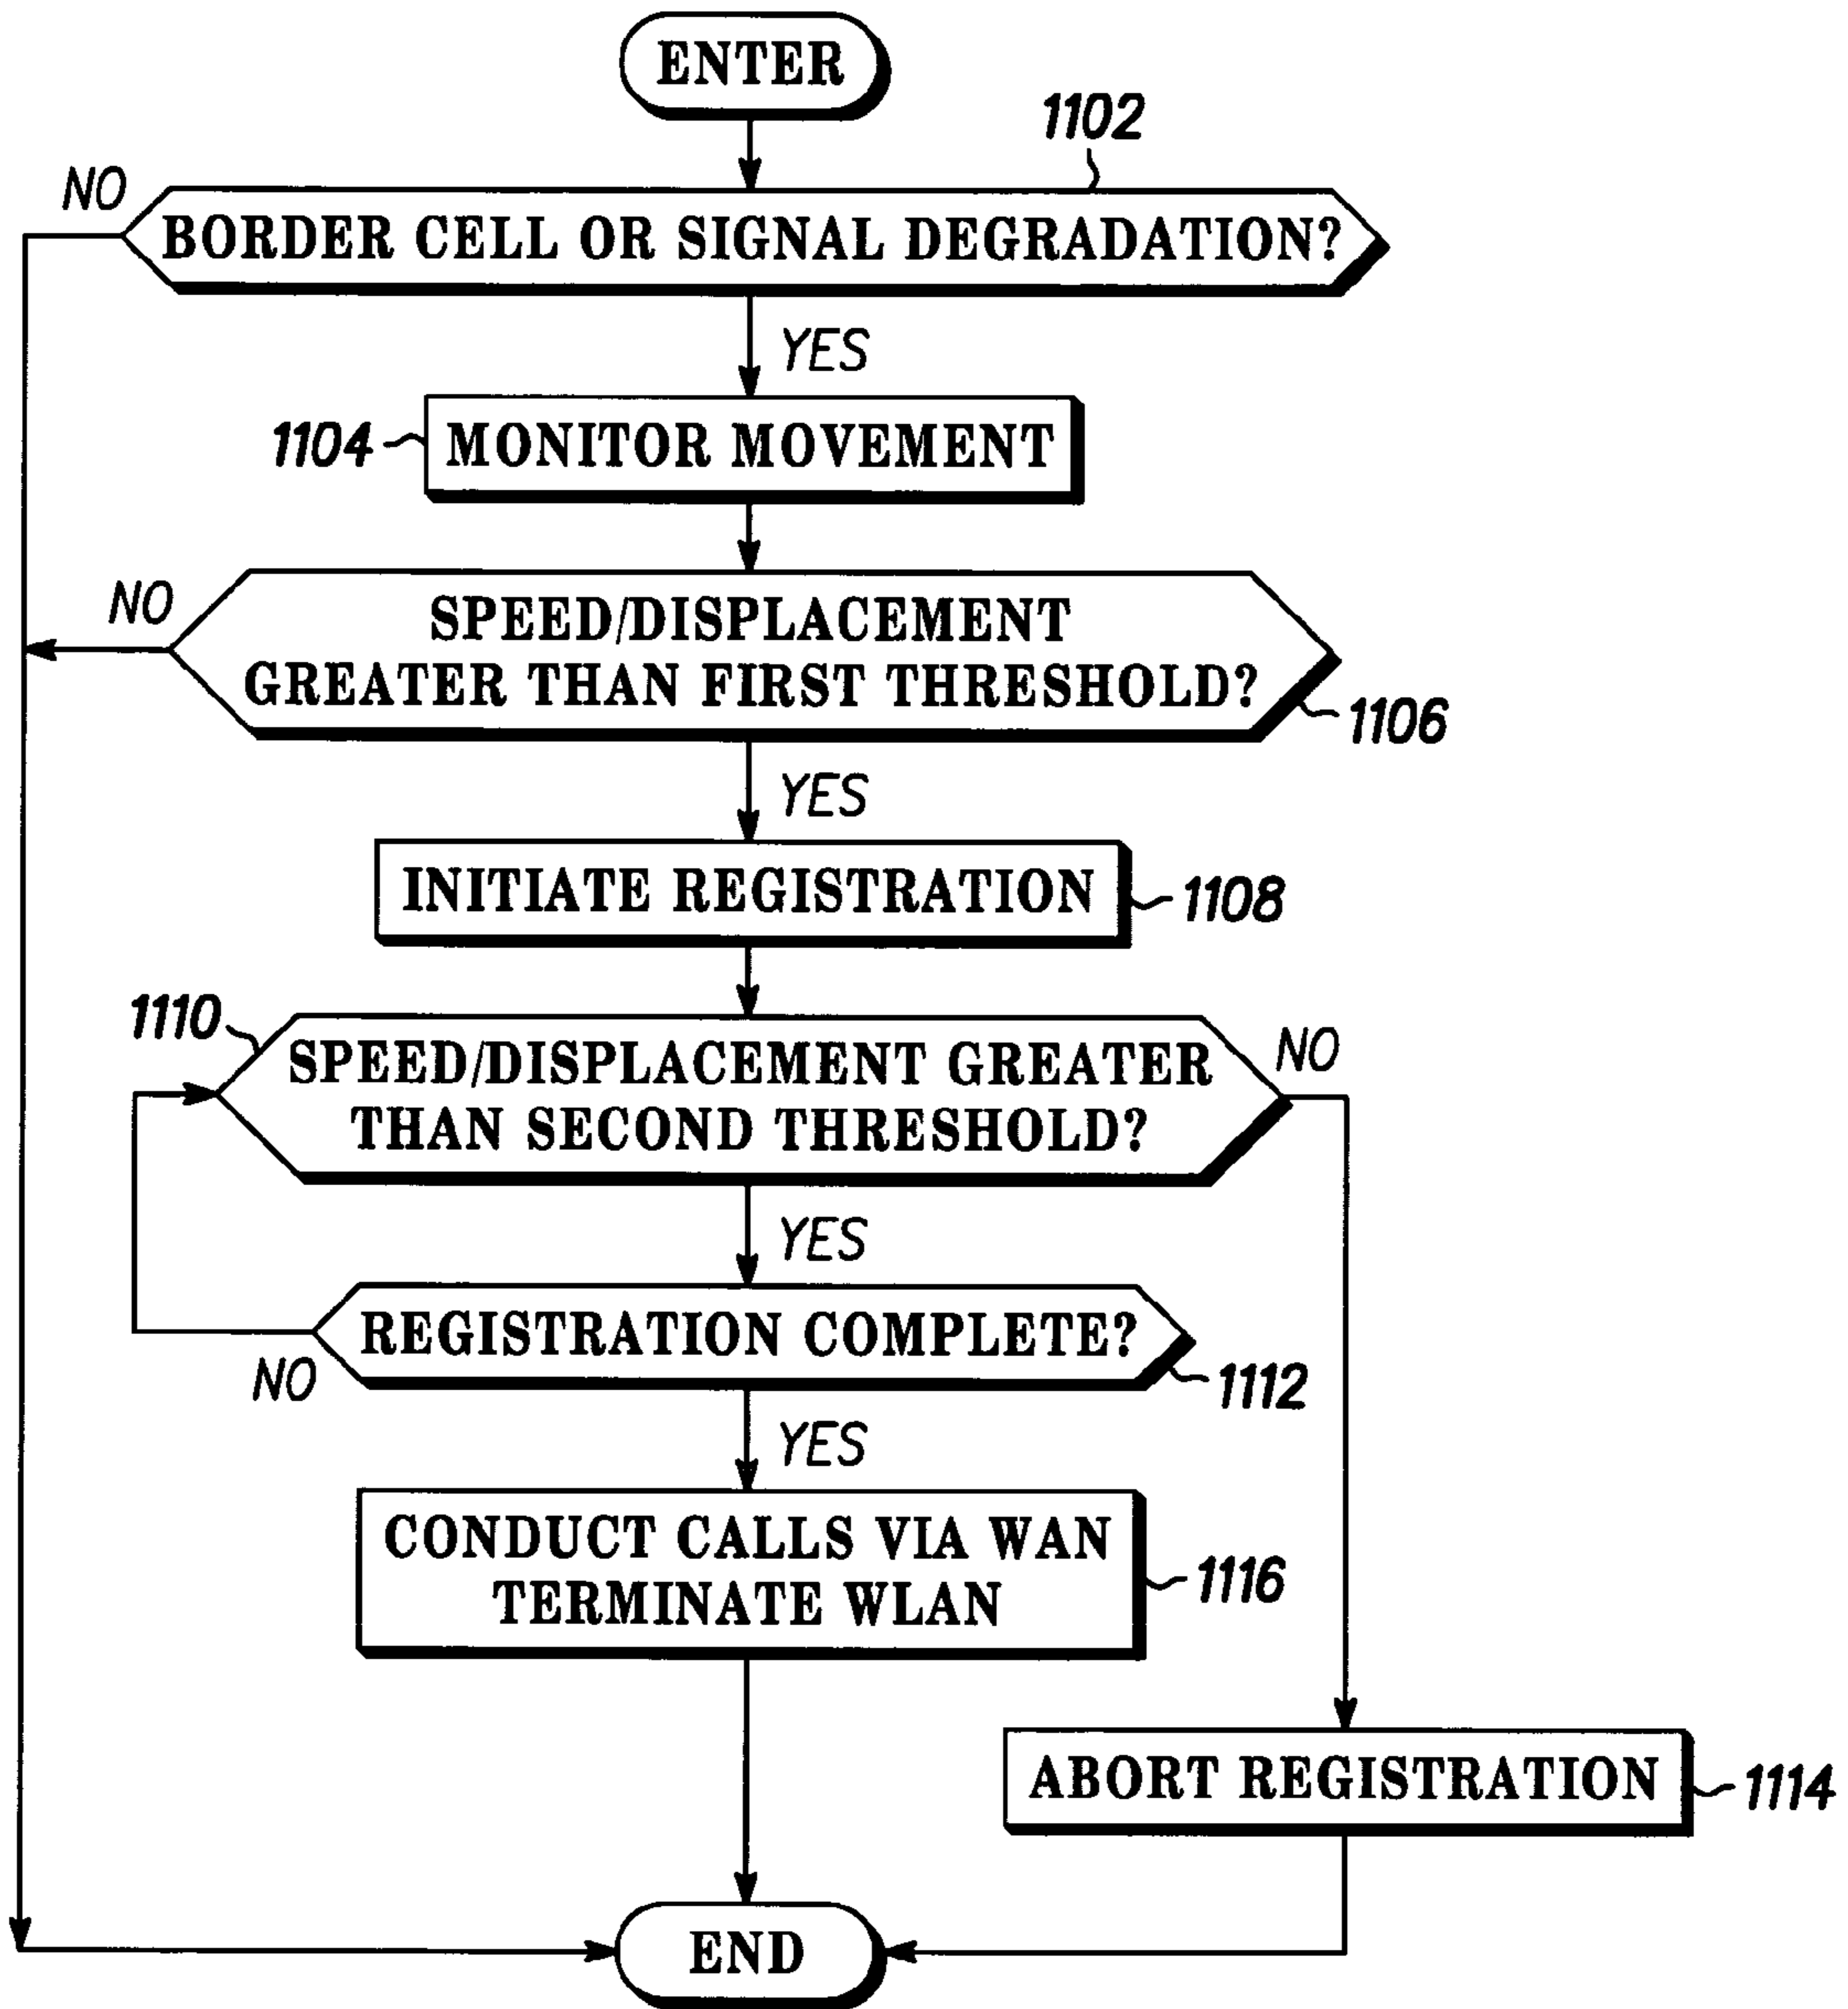 ENTER
1102
NO
BORDER CELL OR SIGNAL DEGRADATION?
YES
1104
MONITOR MOVEMENT
NO
SPEED/DISPLACEMENT
GREATER THAN FIRST THRESHOLD?
1106
YES
INITIATE REGISTRATION
1108
1110
SPEED/DISPLACEMENT GREATER
THAN SECOND THRESHOLD?
NO
YES
REGISTRATION COMPLETE?
NO
1112
YES
CONDUCT CALLS VIA WAN
TERMINATE WLAN
1116
ABORT REGISTRATION
1114
END